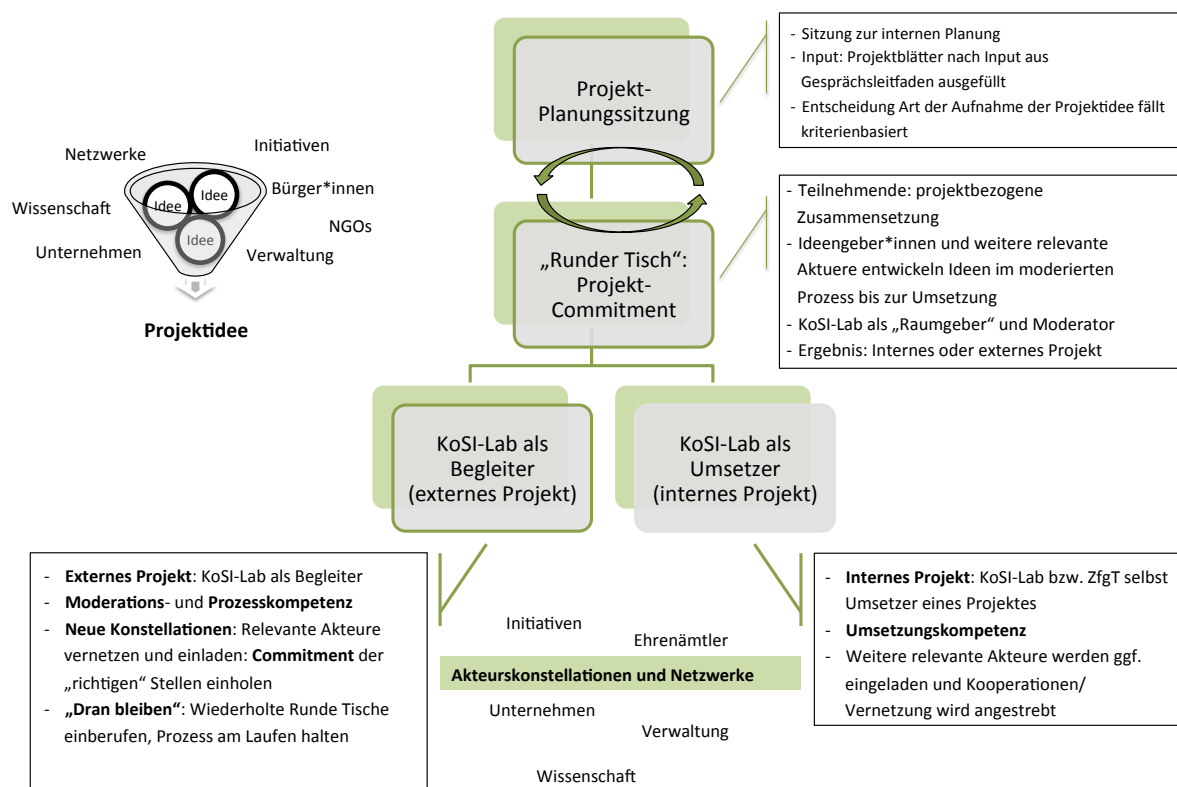 Netzwerke
Initiativen
Idee
Idee
Idee
Wissenschaft
Bürger*innen
NGOs
Unternehmen
Verwaltung
Projektidee
Projekt-
Planungssitzung
- Sitzung zur internen Planung
- Input: Projektblätter nach Input aus
Gesprächsleitfaden ausgefüllt
- Entscheidung Art der Aufnahme der Projektidee fällt
kriterienbasiert
„Runder Tisch“:
Projekt-
Commitment
- Teilnehmende: projektbezogene
Zusammensetzung
- Ideengeber*innen und weitere relevante
Aktuere entwickeln Ideen im moderierten
Prozess bis zur Umsetzung
- KoSI-Lab als „Raumgeber“ und Moderator
- Ergebnis: Internes oder externes Projekt
KoSI-Lab als
Begleiter
(externes Projekt)
KoSI-Lab als
Umsetzer
(internes Projekt)
- Externes Projekt: KoSI-Lab als Begleiter
- Moderations- und Prozesskompetenz
- Neue Konstellationen: Relevante Akteure
vernetzen und einladen: Commitment der
„richtigen“ Stellen einholen
- „Dran bleiben“: Wiederholte Runde Tische
einberufen, Prozess am Laufen halten
Initiativen
Ehrenämtler
Akteurskonstellationen und Netzwerke
Unternehmen
Verwaltung
Wissenschaft
- Internes Projekt: KoSI-Lab bzw. ZfgT selbst
Umsetzer eines Projektes
- Umsetzungskompetenz
- Weitere relevante Akteure werden ggf.
eingeladen und Kooperationen/
Vernetzung wird angestrebt